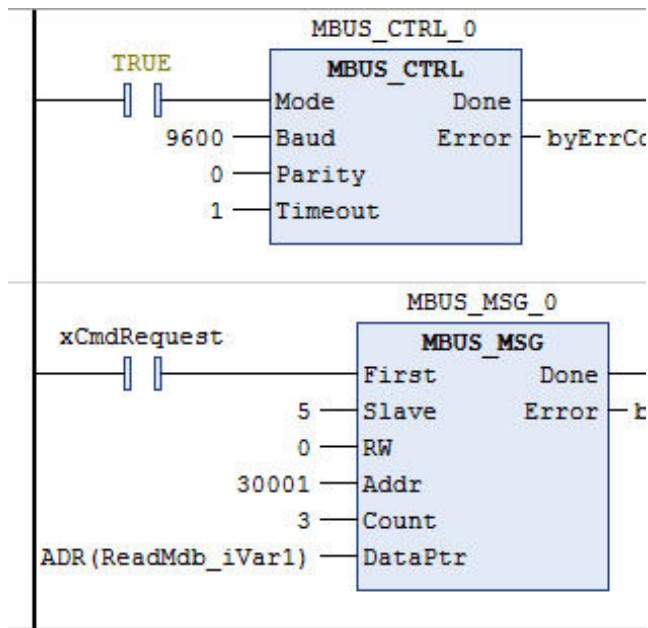 MBUS_CTRL_0
TRUE
MBUS_CTRL
Mode Done
9600 Baud Error byErrCo
0 Parity
1 Timeout
MBUS_MSG_0
xCmdRequest
MBUS_MSG
First Done
5 Slave Error b
0 RW
30001 Addr
3 Count
ADR(ReadMdb_iVar1) DataPtr